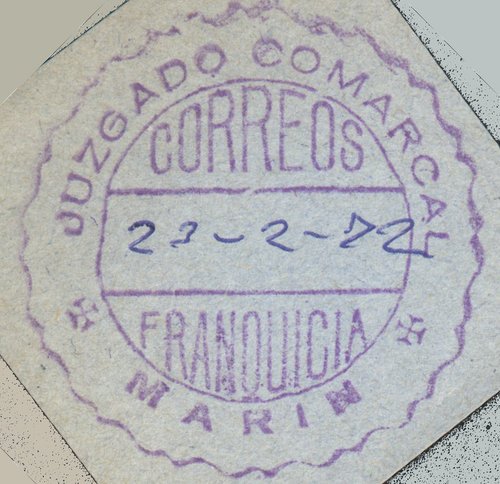 JUZGADO COMARCAL
CORREOS
23-2-72
FRANQUICIA
MARIN